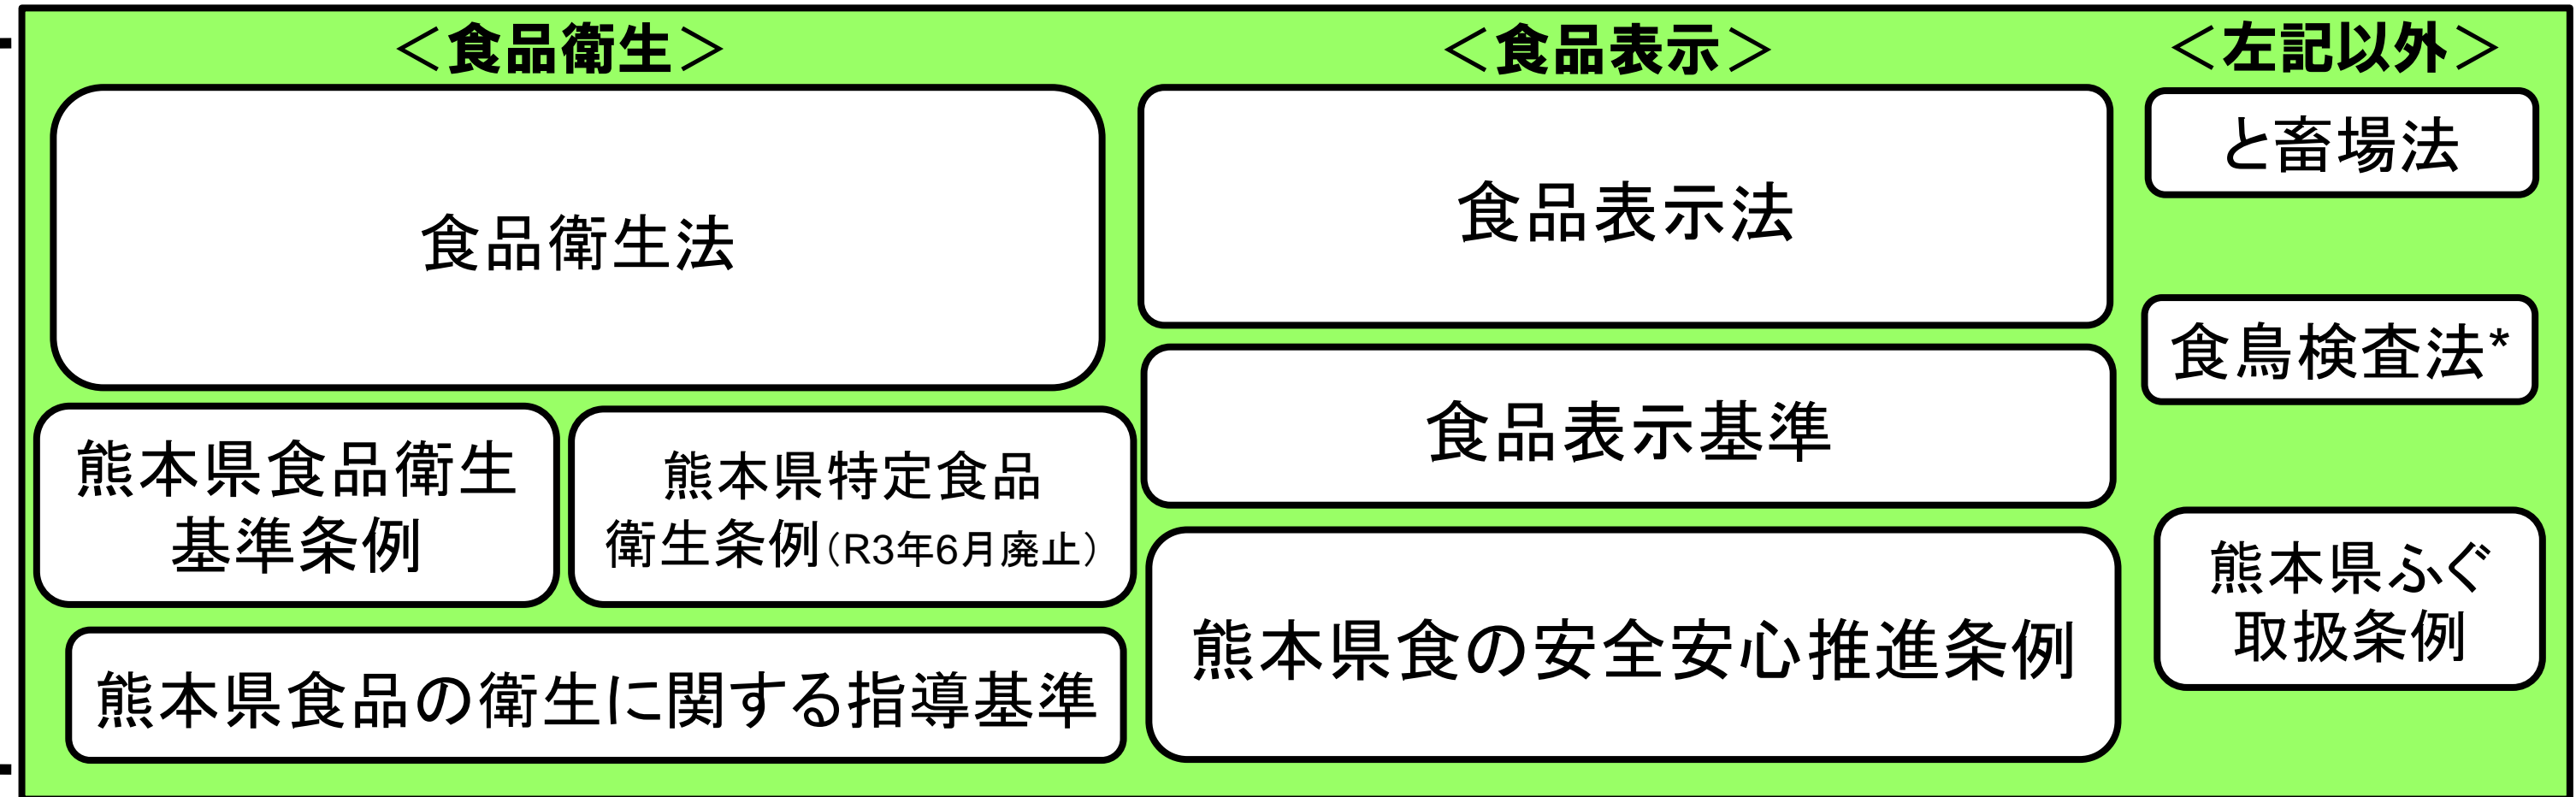 ＜食品衛生＞
食品衛生法
熊本県食品衛生
基準条例
熊本県特定食品
衛生条例（R3年6月廃止）
熊本県食品の衛生に関する指導基準
＜食品表示＞
食品表示法
食品表示基準
熊本県食の安全安心推進条例
＜左記以外＞
と畜場法
食鳥検査法*
熊本県ふぐ
取扱条例